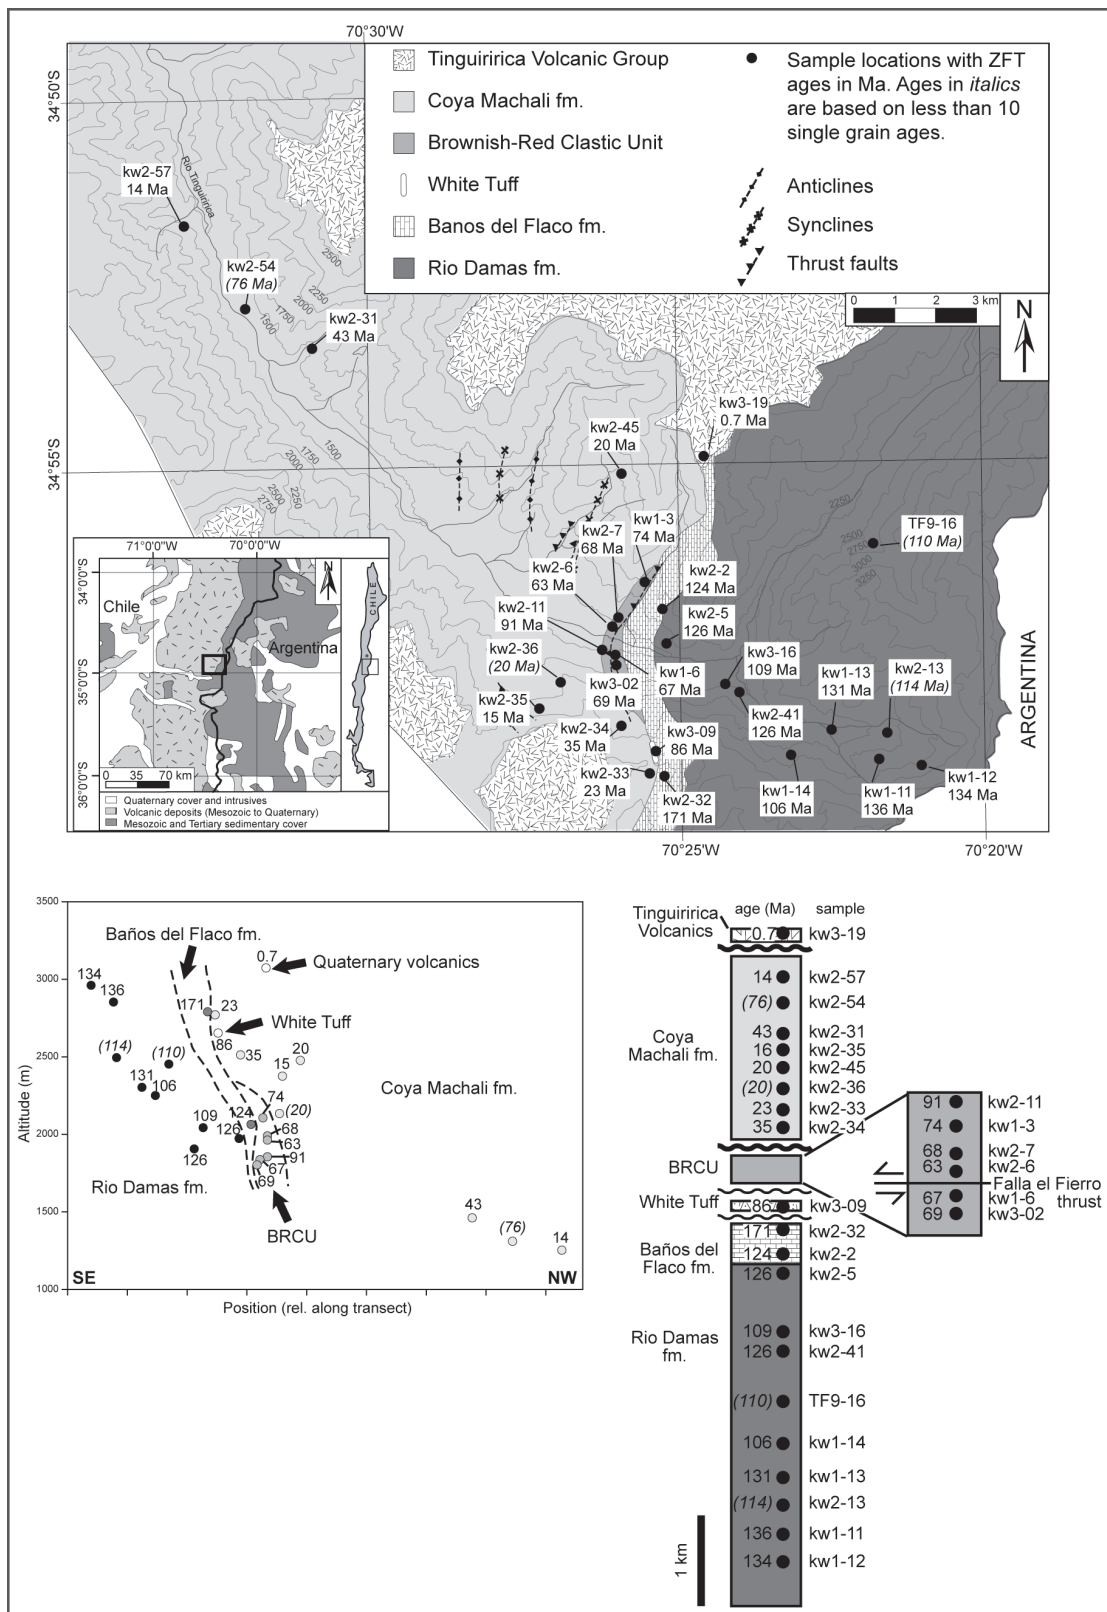 70°30'W
34°50'S
34°55'S
Tinguiririca Volcanic Group
Coya Machali fm.
Brownish-Red Clastic Unit
White Tuff
Banos del Flaco fm.
Rio Damas fm.
Sample locations with ZFT
ages in Ma. Ages in italics
are based on less than 10
single grain ages.
Anticlines
Synclines
Thrust faults
0 1 2 3 km
N
Rio Tinguiririca
kw2-57
14 Ma
kw2-54
(76 Ma)
kw2-31
43 Ma
2500
2250
2000
1750
1500
1500
1750
2000
2250
2500
2750
kw3-19
0.7 Ma
kw2-45
20 Ma
kw1-3
74 Ma
kw2-7
68 Ma
kw2-6
63 Ma
kw2-11
91 Ma
kw2-36
(20 Ma)
kw2-35
15 Ma
kw2-2
124 Ma
kw2-5
126 Ma
kw1-6
67 Ma
kw3-02
69 Ma
kw2-34
35 Ma
kw2-33
23 Ma
kw3-09
86 Ma
kw2-32
171 Ma
2250
2500
2750
3000
3250
TF9-16
(110 Ma)
kw3-16
109 Ma
kw2-41
126 Ma
kw1-13
131 Ma
kw2-13
(114 Ma)
kw1-14
106 Ma
kw1-11
136 Ma
kw1-12
134 Ma
ARGENTINA
70°25'W
70°20'W
71°00'0"W 70°00'0"W
34°0'0"S
35°0'0"S
36°0'0"S
Chile
Argentina
N
CHILE
0 35 70 km
Quaternary cover and intrusives
Volcanic deposits (Mesozoic to Quaternary)
Mesozoic and Tertiary sedimentary cover
3500
3000
2500
2000
1500
1000
Altitude (m)
Position (rel. along transect)
SE
NW
Baños del Flaco fm.
Quaternary volcanics
White Tuff
Coya Machali fm.
Rio Damas fm.
BRCU
0.7
134
136
171
23
86
35
20
15
(114)
(110)
131
106
74
(20)
109
124
126
68
63
91
126
67
69
43
(76)
14
age (Ma) sample
Tinguiririca
Volcanics
0.7 kw3-19
14 kw2-57
(76) kw2-54
43 kw2-31
16 kw2-35
20 kw2-45
(20) kw2-36
23 kw2-33
35 kw2-34
Coya
Machali fm.
BRCU
91 kw2-11
74 kw1-3
68 kw2-7
63 kw2-6
Falla el Fierro
thrust
67 kw1-6
69 kw3-02
White Tuff
86 kw3-09
171 kw2-32
124 kw2-2
Baños del
Flaco fm.
126 kw2-5
109 kw3-16
126 kw2-41
Rio Damas
fm.
(110) TF9-16
106 kw1-14
131 kw1-13
(114) kw2-13
136 kw1-11
134 kw1-12
1 km